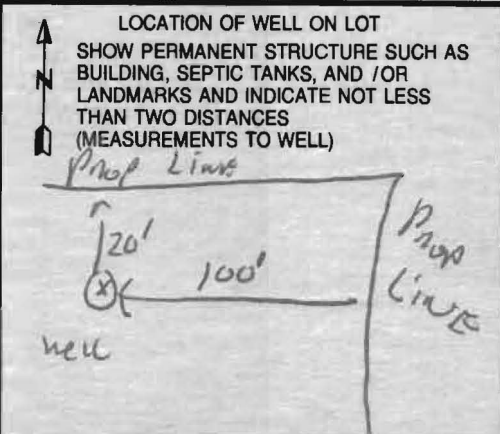 LOCATION OF WELL ON LOT
SHOW PERMANENT STRUCTURE SUCH AS
BUILDING, SEPTIC TANKS, AND /OR
LANDMARKS AND INDICATE NOT LESS
THAN TWO DISTANCES
(MEASUREMENTS TO WELL)
N
Prop Line
20'
100'
Prop
Line
well